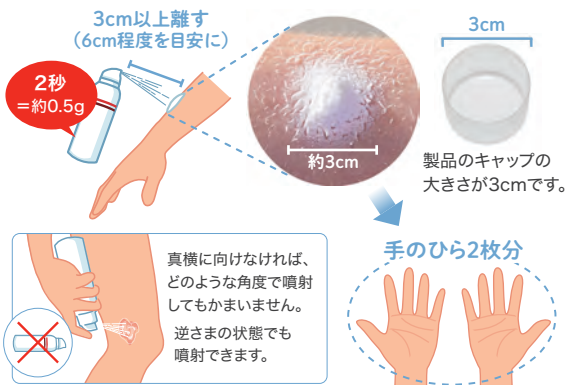 3cm以上離す
（6cm程度を目安に）
2秒
＝約0.5g
約3cm
3cm
製品のキャップの
大きさが3cmです。
手のひら2枚分
真横に向けなければ、
どのような角度で噴射
してもかまいません。
逆さまの状態でも
噴射できます。